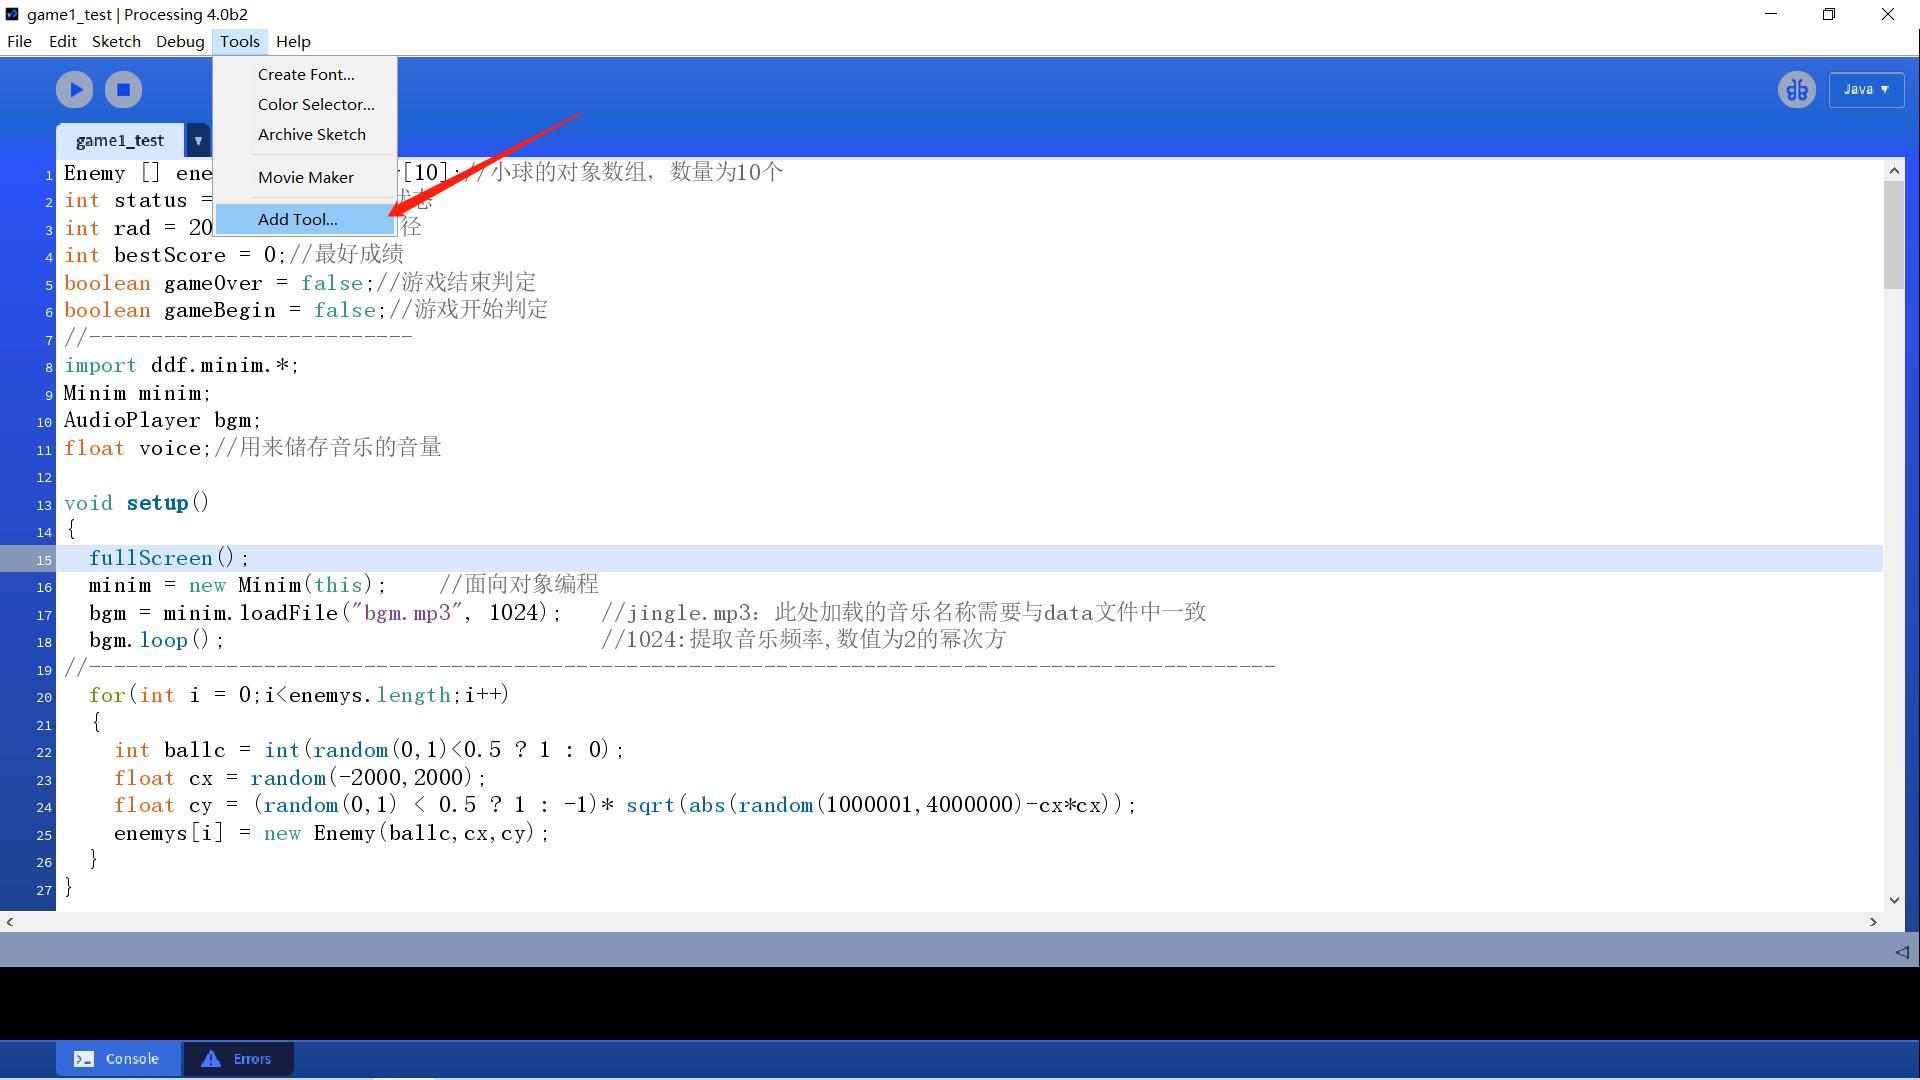 game1_test | Processing 4.0b2
File Edit Sketch Debug Tools Help
Create Font...
Color Selector...
Archive Sketch
Movie Maker
Add Tool...
Java ▼
game1_test ▼
1 Enemy [] ene [10];//小球的对象数组，数量为10个
2 int status = 状态
3 int rad = 20 径
4 int bestScore = 0;//最好成绩
5 boolean gameOver = false;//游戏结束判定
6 boolean gameBegin = false;//游戏开始判定
7 //--------------------------
8 import ddf.minim.*;
9 Minim minim;
10 AudioPlayer bgm;
11 float voice;//用来储存音乐的音量
12
13 void setup()
14 {
15 fullScreen();
16 minim = new Minim(this); //面向对象编程
17 bgm = minim.loadFile("bgm.mp3", 1024); //jingle.mp3：此处加载的音乐名称需要与data文件中一致
18 bgm.loop(); //1024:提取音乐频率,数值为2的幂次方
19 //-----------------------------------------------------------------------------------------------
20 for(int i = 0;i<enemys.length;i++)
21 {
22 int ballc = int(random(0,1)<0.5 ? 1 : 0);
23 float cx = random(-2000,2000);
24 float cy = (random(0,1) < 0.5 ? 1 : -1)* sqrt(abs(random(1000001,4000000)-cx*cx));
25 enemys[i] = new Enemy(ballc,cx,cy);
26 }
27 }
Console Errors